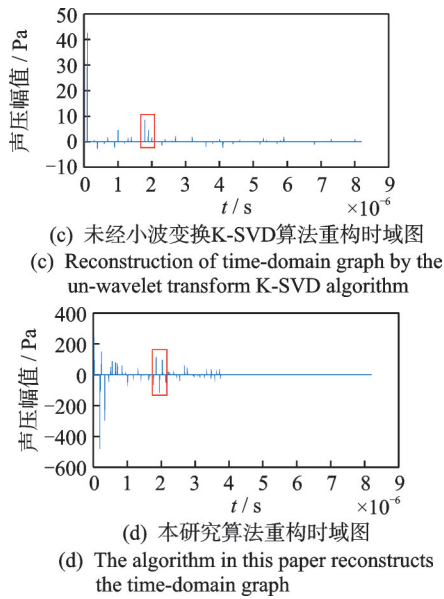 50
40
30
20
10
0
−10
声压幅值 / Pa
0 1 2 3 4 5 6 7 8 9
t / s ×10⁻⁶
(c) 未经小波变换K-SVD算法重构时域图
(c) Reconstruction of time-domain graph by the
un-wavelet transform K-SVD algorithm
400
200
0
−200
−400
−600
声压幅值 / Pa
0 1 2 3 4 5 6 7 8 9
t / s ×10⁻⁶
(d) 本研究算法重构时域图
(d) The algorithm in this paper reconstructs
the time-domain graph